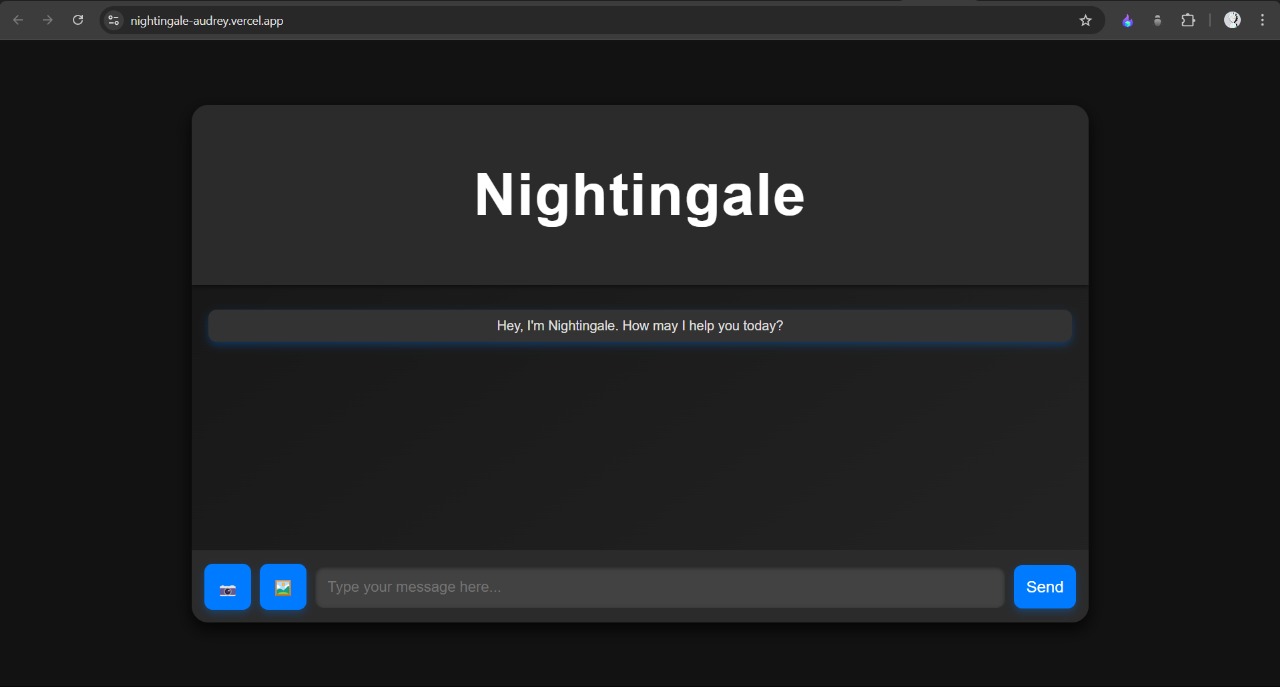 nightingale-audrey.vercel.app
Nightingale
Hey, I'm Nightingale. How may I help you today?
Type your message here...
Send